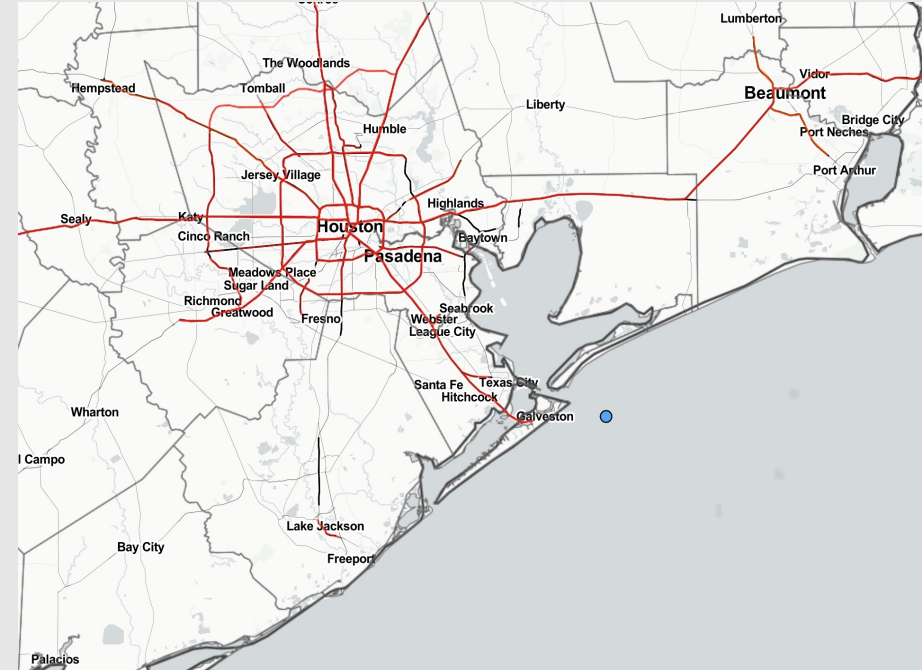 Lumberton
The Woodlands
Vidor
Hempstead
Tomball
Beaumont
Liberty
Bridge City
Humble
Port Neches
Port Arthur
Jersey Village
Highlands
Sealy
Katy
Houston
Cinco Ranch
Baytown
Pasadena
Meadows Place
Sugar Land
Richmond
Greatwood
Seabrook
Fresno
Webster
League City
Santa Fe
Texas City
Hitchcock
Wharton
Galveston
l Campo
Lake Jackson
Bay City
Freeport
Palacios